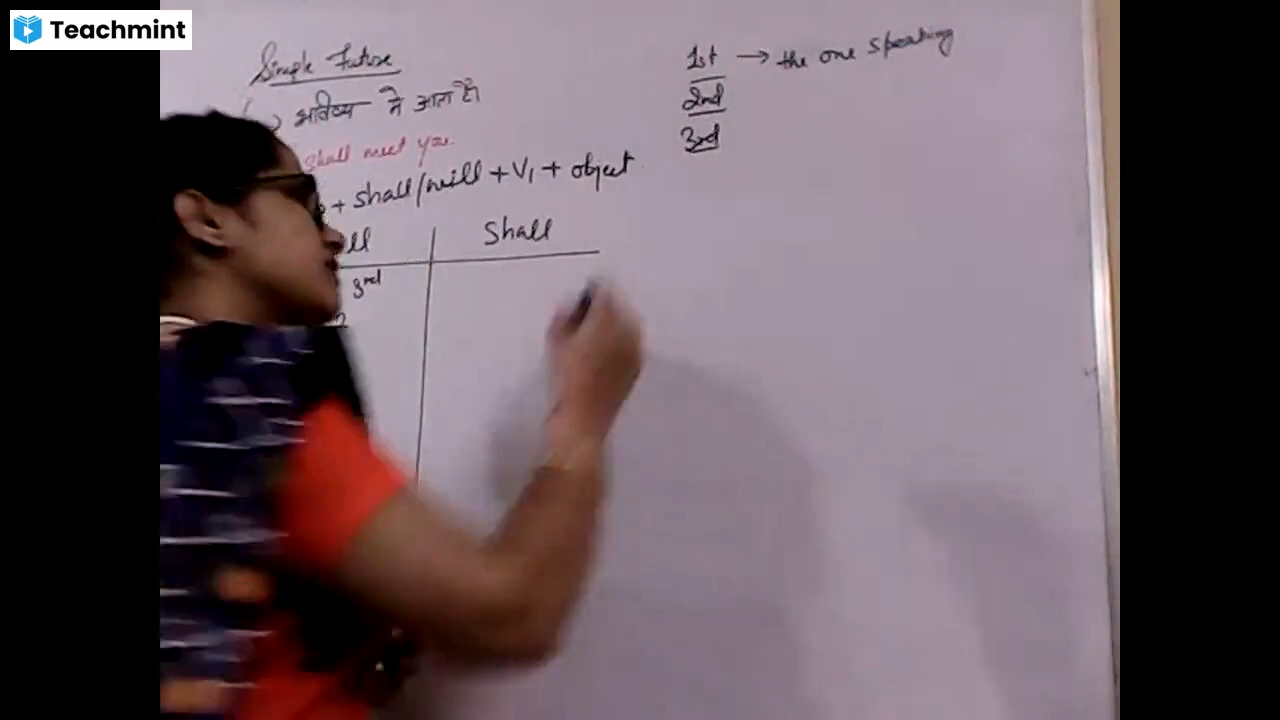 Teachmint
Simple Future
भविष्य में आता है।
shall meet you.
+ shall/will + V1 + object
Shall
3rd
2
1st → the one speaking
2nd
3rd